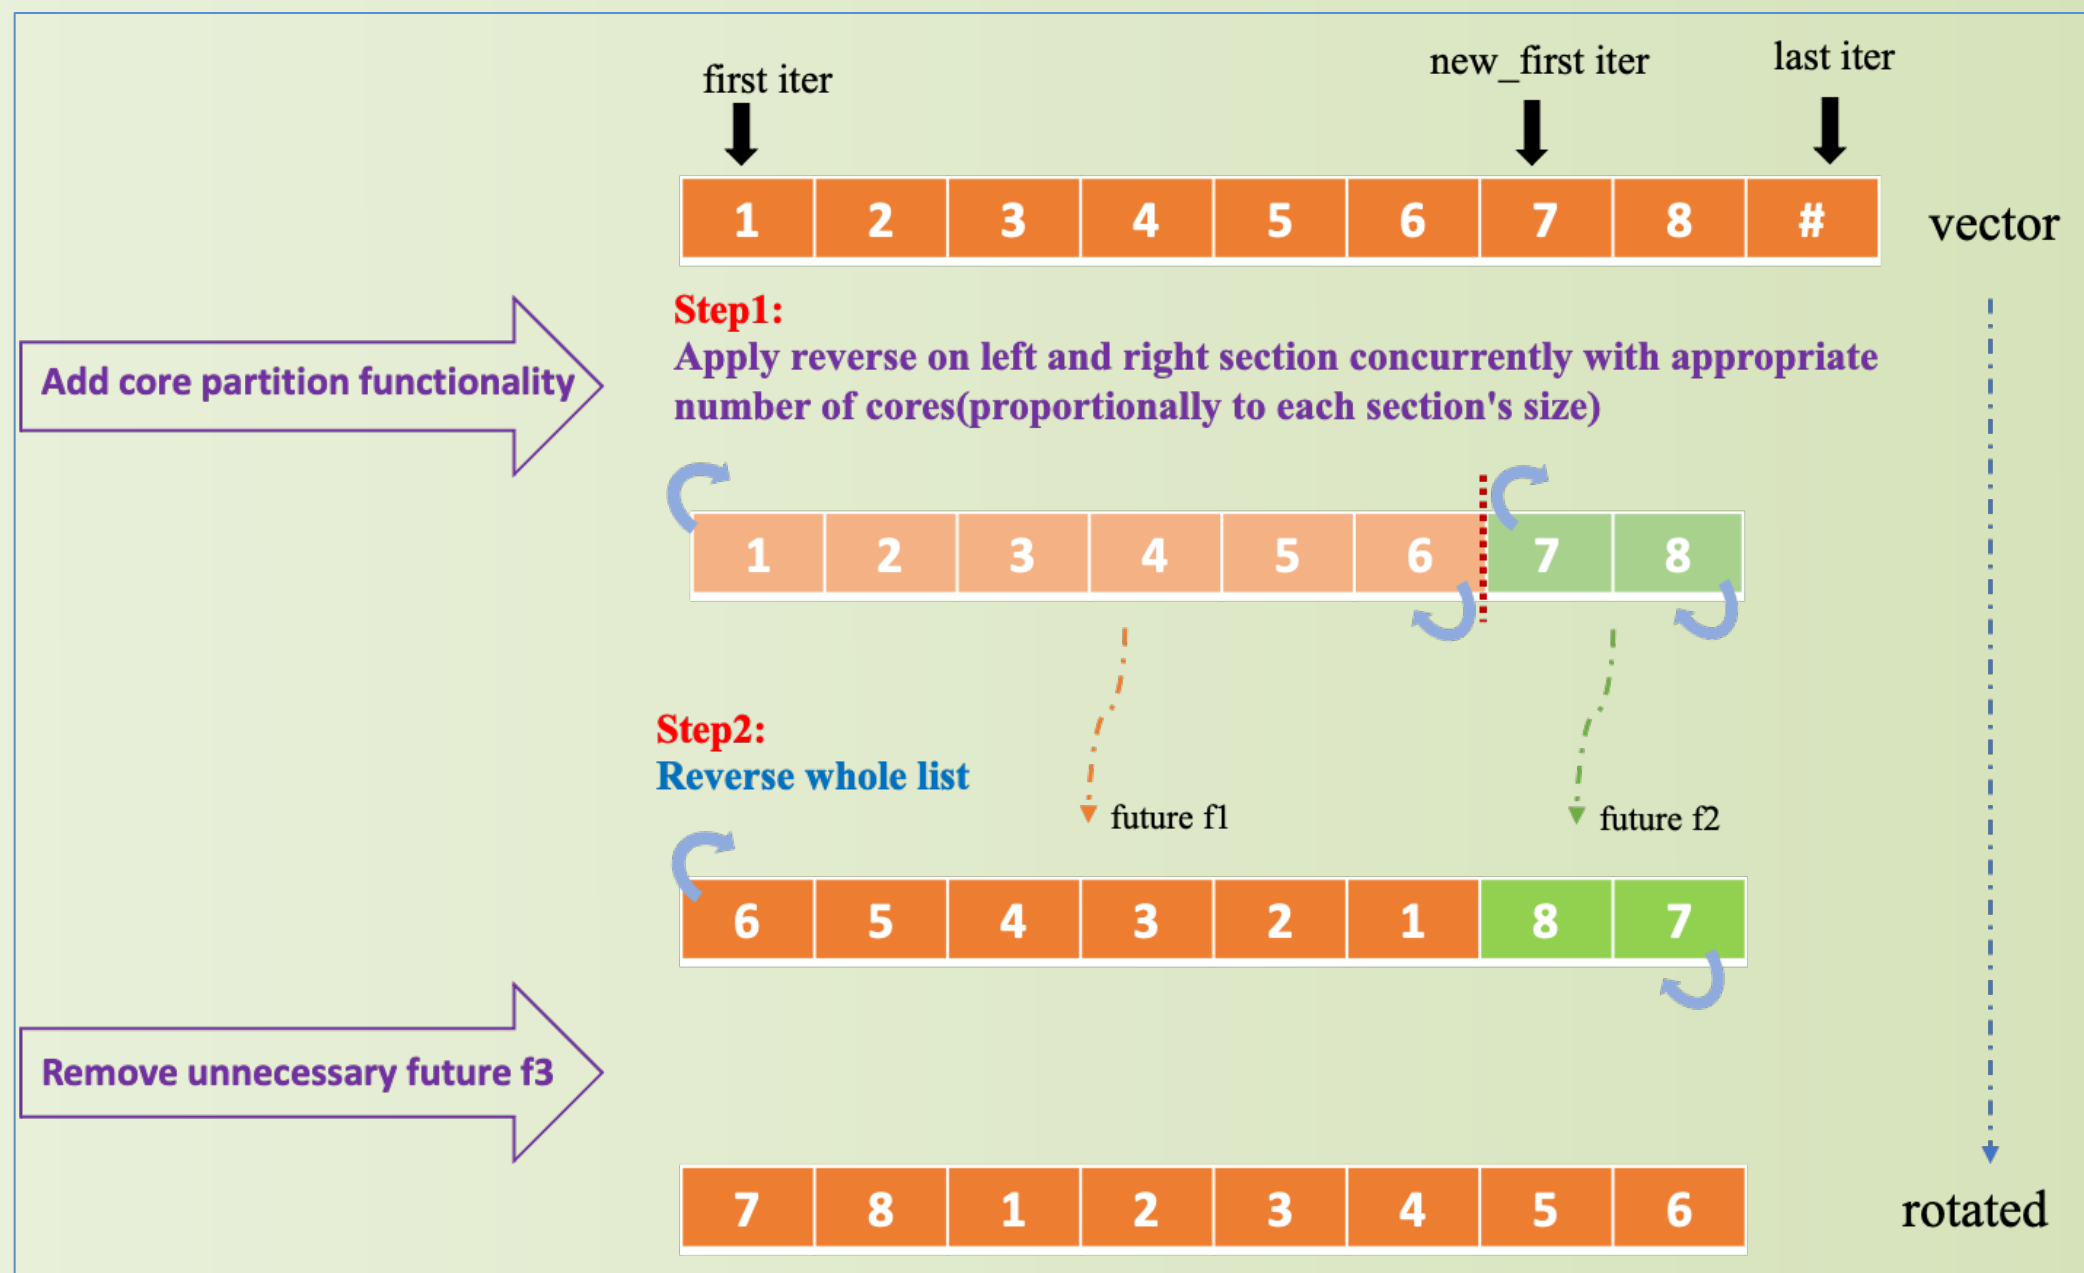 first iter
new_first iter
last iter
1 2 3 4 5 6 7 8 #
vector
Step1:
Add core partition functionality
Apply reverse on left and right section concurrently with appropriate
number of cores(proportionally to each section's size)
1 2 3 4 5 6 7 8
Step2:
Reverse whole list
future f1
future f2
6 5 4 3 2 1 8 7
Remove unnecessary future f3
7 8 1 2 3 4 5 6
rotated